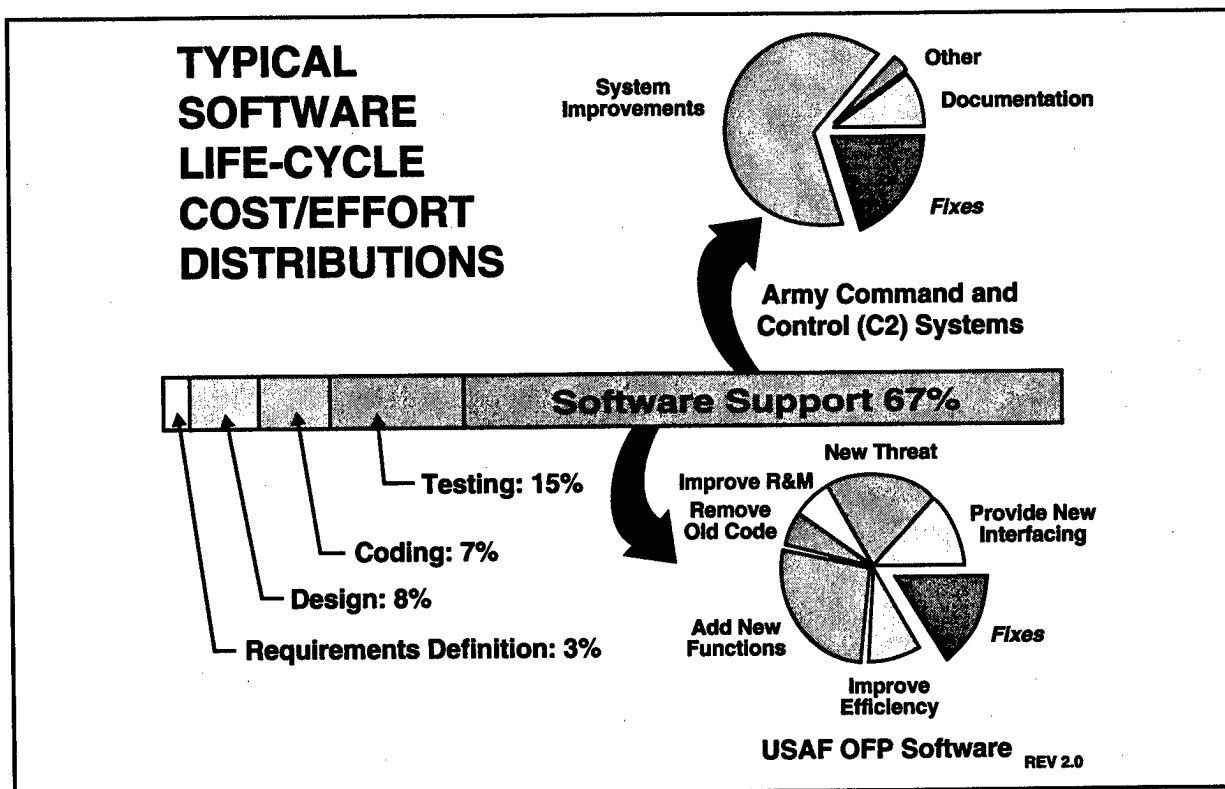 TYPICAL
SOFTWARE
LIFE-CYCLE
COST/EFFORT
DISTRIBUTIONS
System
Improvements
Other
Documentation
Fixes
Army Command and
Control (C2) Systems
Software Support 67%
Testing: 15%
Coding: 7%
Design: 8%
Requirements Definition: 3%
New Threat
Improve R&M
Remove
Old Code
Provide New
Interfacing
Add New
Functions
Fixes
Improve
Efficiency
USAF OFP Software
REV 2.0